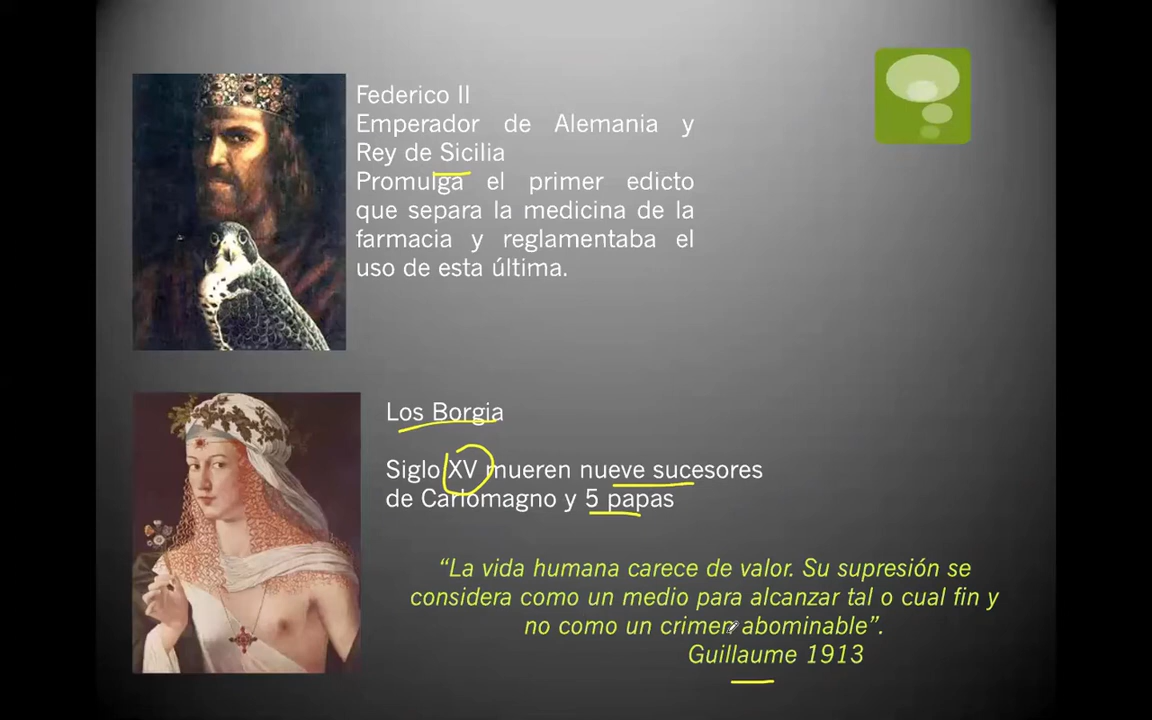 Federico II
Emperador de Alemania y
Rey de Sicilia
Promulga el primer edicto
que separa la medicina de la
farmacia y reglamentaba el
uso de esta última.
Los Borgia
Siglo XV mueren nueve sucesores
de Carlomagno y 5 papas
“La vida humana carece de valor. Su supresión se
considera como un medio para alcanzar tal o cual fin y
no como un crimen abominable”.
Guillaume 1913